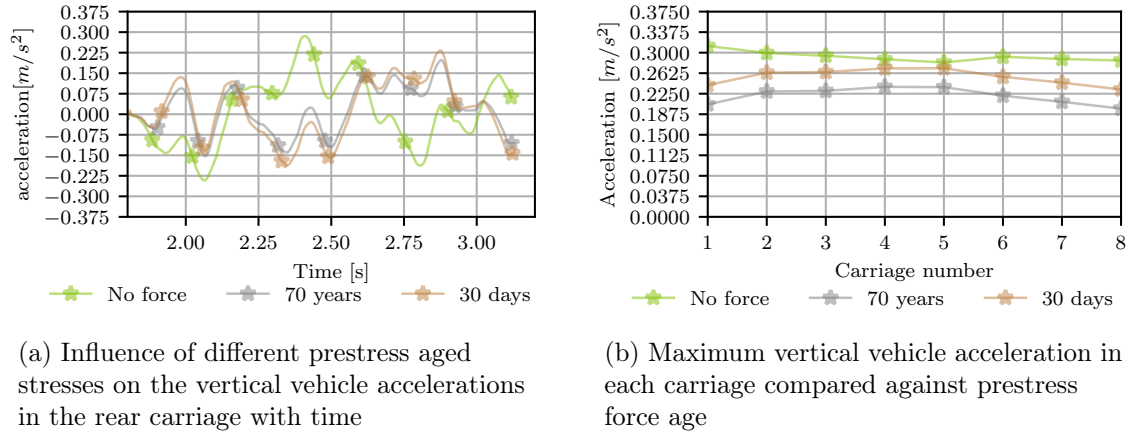 0.375
0.300
0.225
0.150
0.075
0.000
−0.075
−0.150
−0.225
−0.300
−0.375
acceleration[m/s²]
2.00 2.25 2.50 2.75 3.00
Time [s]
No force 70 years 30 days
(a) Influence of different prestress aged
stresses on the vertical vehicle accelerations
in the rear carriage with time
0.3750
0.3375
0.3000
0.2625
0.2250
0.1875
0.1500
0.1125
0.0750
0.0375
0.0000
Acceleration [m/s²]
1 2 3 4 5 6 7 8
Carriage number
No force 70 years 30 days
(b) Maximum vertical vehicle acceleration in
each carriage compared against prestress
force age